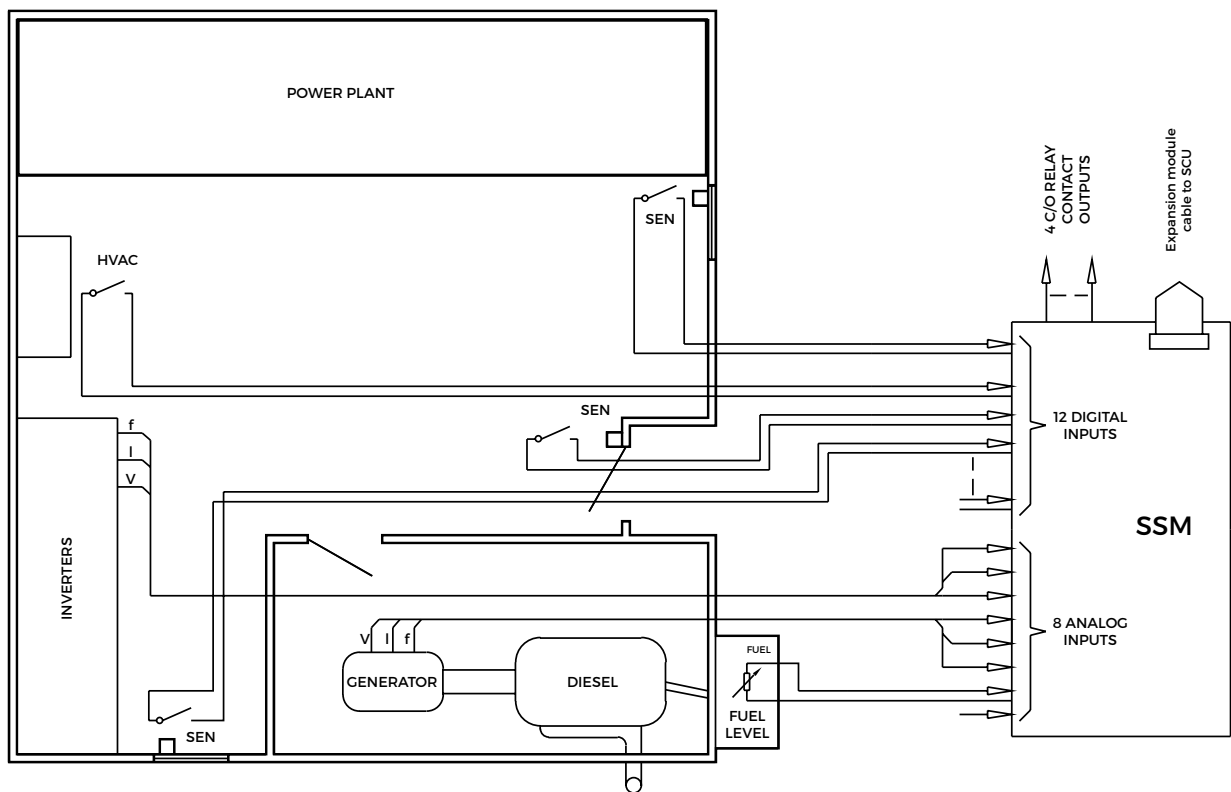 POWER PLANT
4 C/O RELAY
CONTACT
OUTPUTS
Expansion module
cable to SCU
SEN
HVAC
SEN
12 DIGITAL
INPUTS
f
I
V
SSM
INVERTERS
8 ANALOG
INPUTS
V
I
f
GENERATOR
DIESEL
FUEL
FUEL
LEVEL
SEN